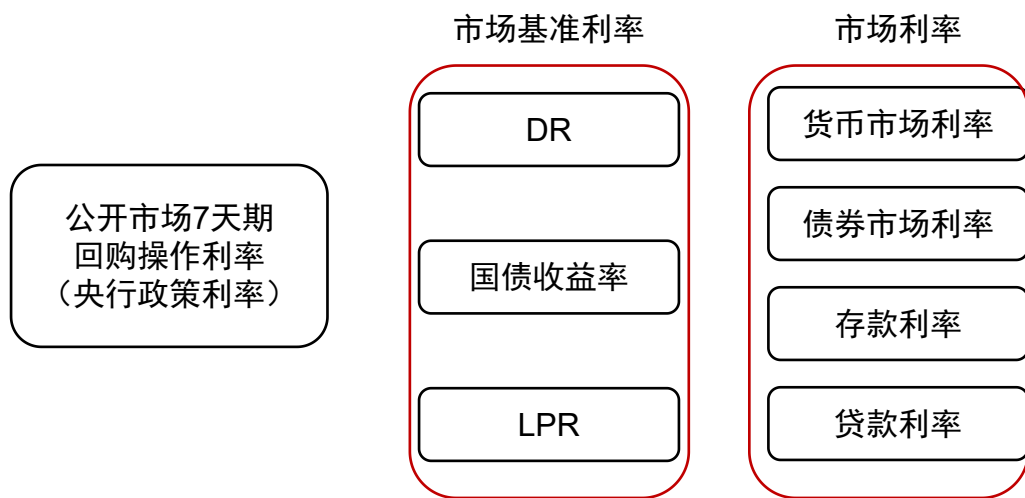 市场基准利率
市场利率
公开市场7天期
回购操作利率
（央行政策利率）
DR
国债收益率
LPR
货币市场利率
债券市场利率
存款利率
贷款利率